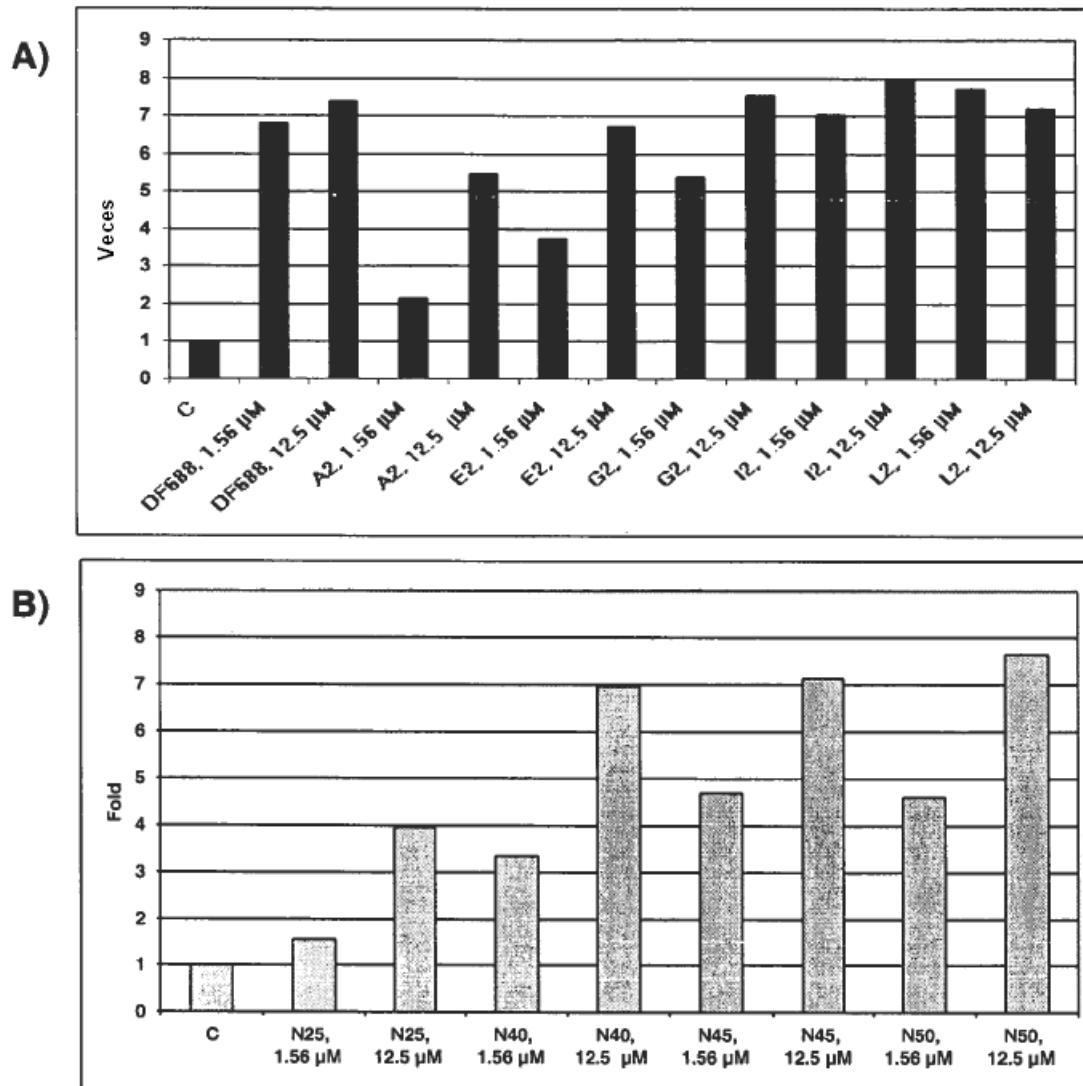 A)
9
8
7
6
5
4
3
2
1
0
Veces
C
DF688, 1.56 µM
DF688, 12.5 µM
A2, 1.56 µM
A2, 12.5 µM
E2, 1.56 µM
E2, 12.5 µM
G2, 1.56 µM
G2, 12.5 µM
I2, 1.56 µM
I2, 12.5 µM
L2, 1.56 µM
L2, 12.5 µM
B)
9
8
7
6
5
4
3
2
1
0
Fold
C
N25,
1.56 µM
N25,
12.5 µM
N40,
1.56 µM
N40,
12.5 µM
N45,
1.56 µM
N45,
12.5 µM
N50,
1.56 µM
N50,
12.5 µM